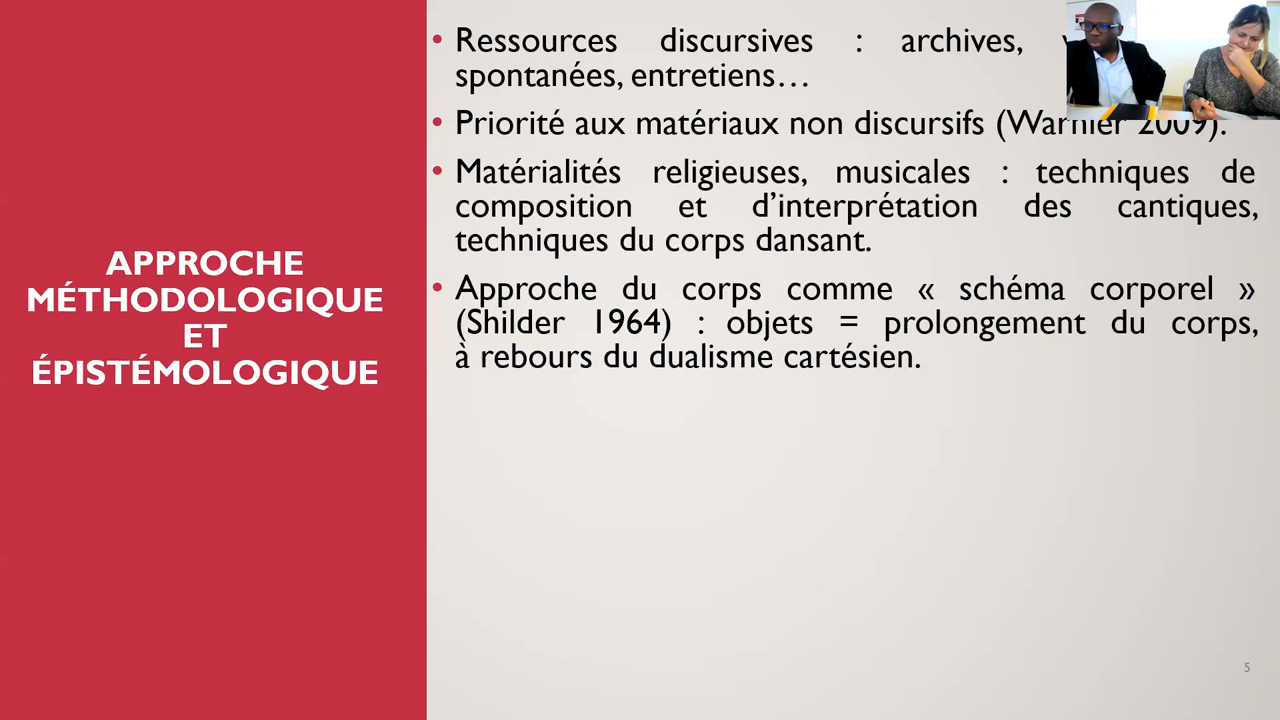 APPROCHE
MÉTHODOLOGIQUE
ET
ÉPISTÉMOLOGIQUE
• Ressources discursives : archives,
spontanées, entretiens…
• Priorité aux matériaux non discursifs (Warnier 2009).
• Matérialités religieuses, musicales : techniques de
composition et d’interprétation des cantiques,
techniques du corps dansant.
• Approche du corps comme « schéma corporel »
(Shilder 1964) : objets = prolongement du corps,
à rebours du dualisme cartésien.
5